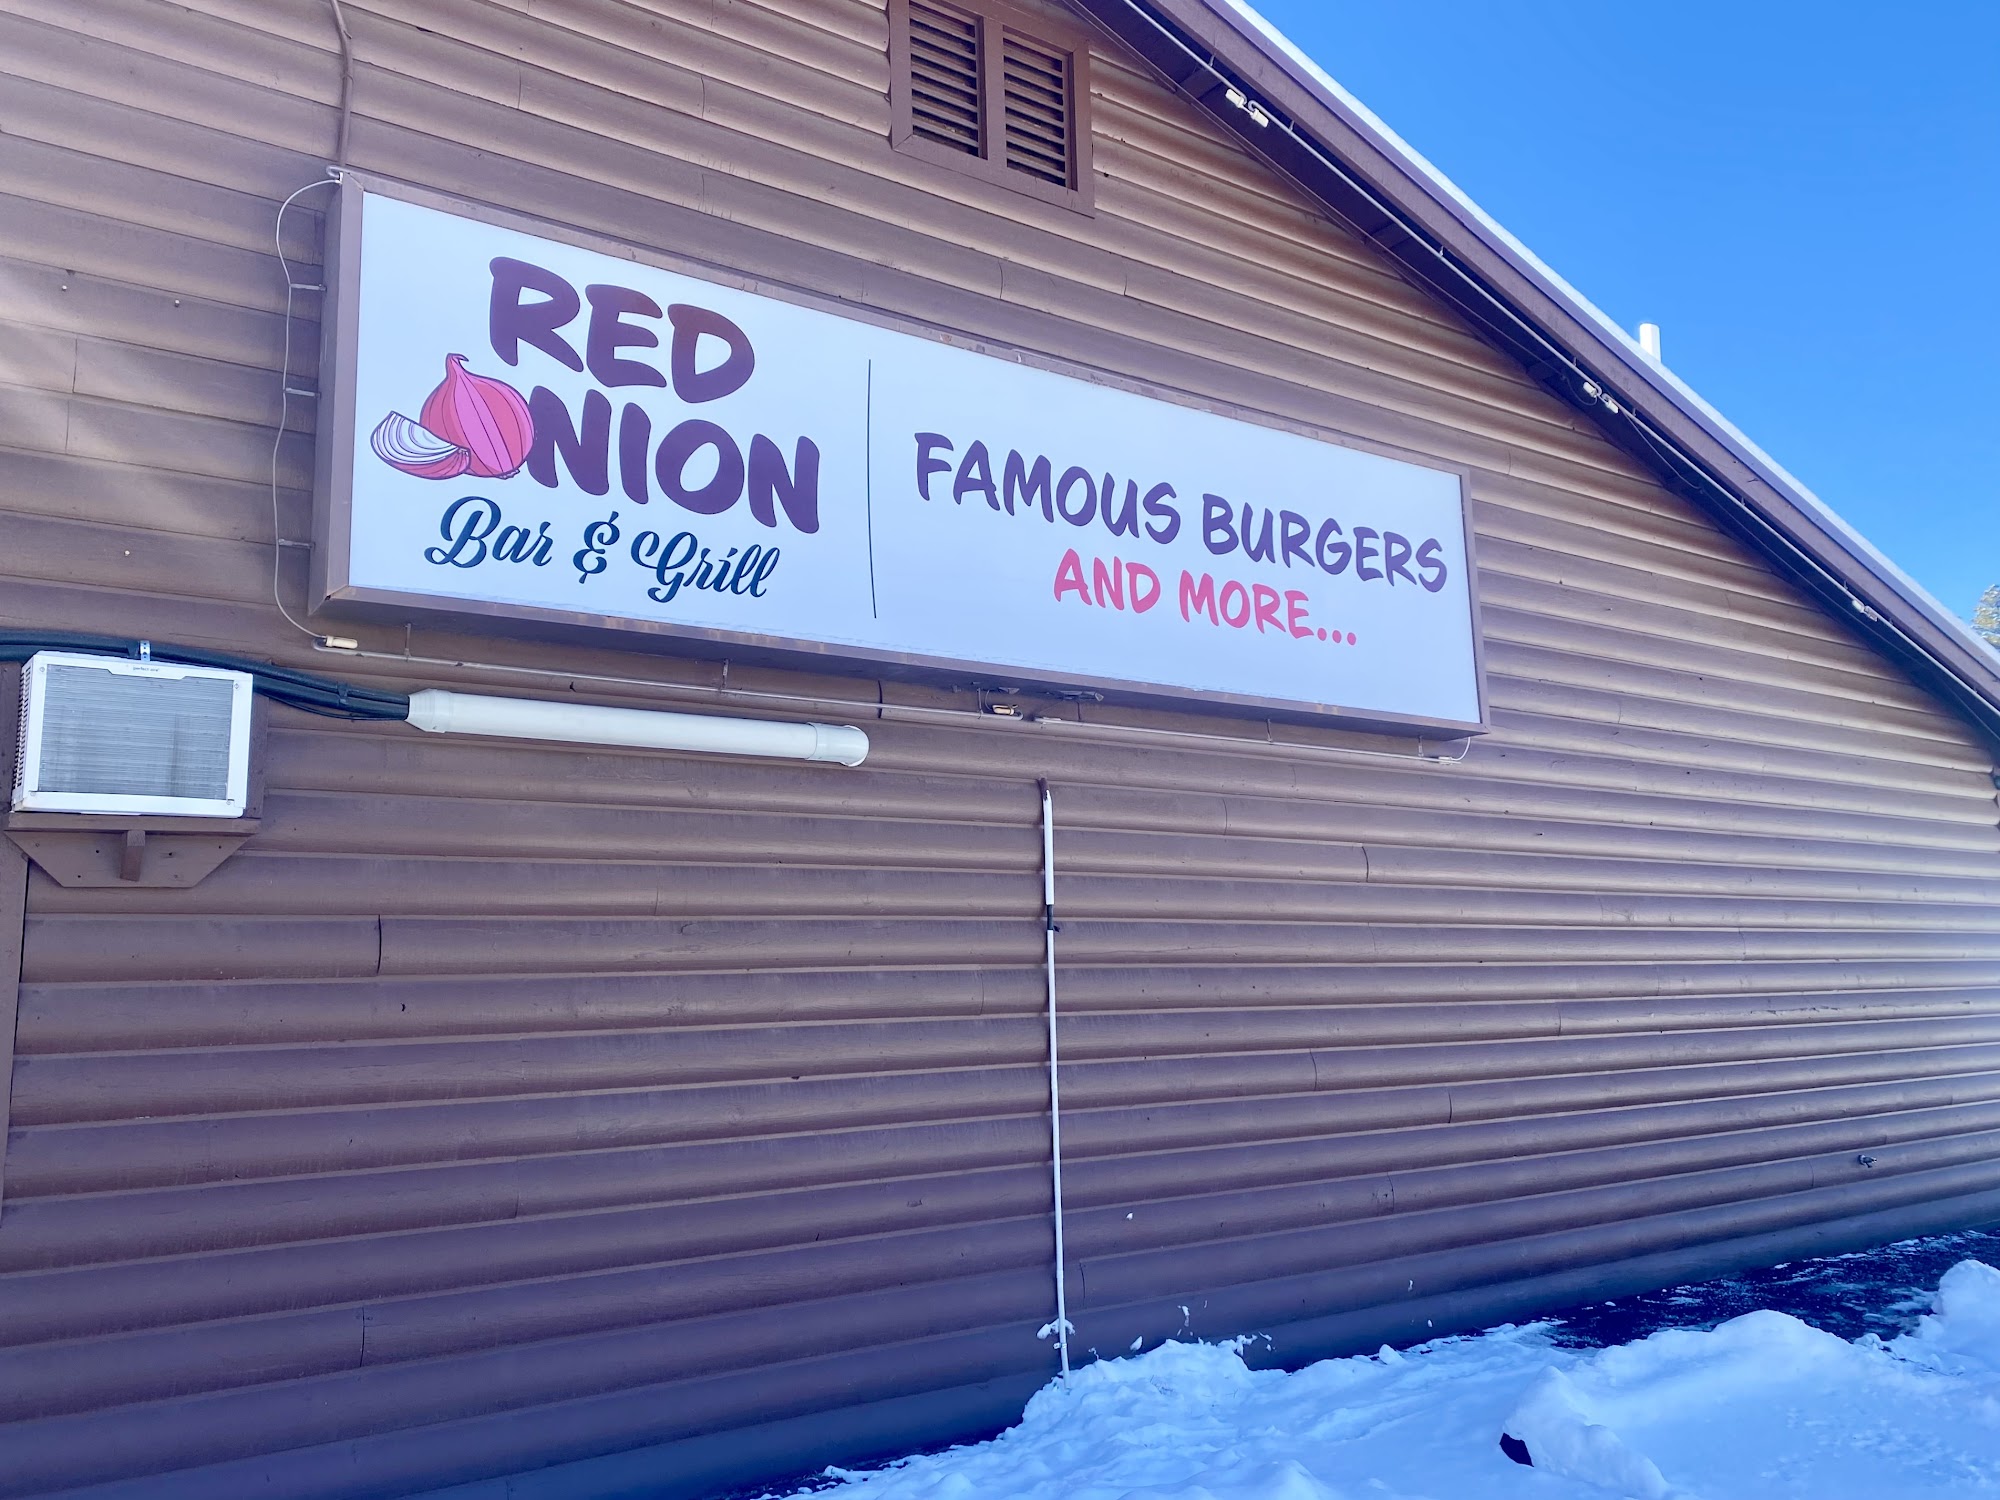 RED
ONION
Bar & Grill
FAMOUS BURGERS
AND MORE...